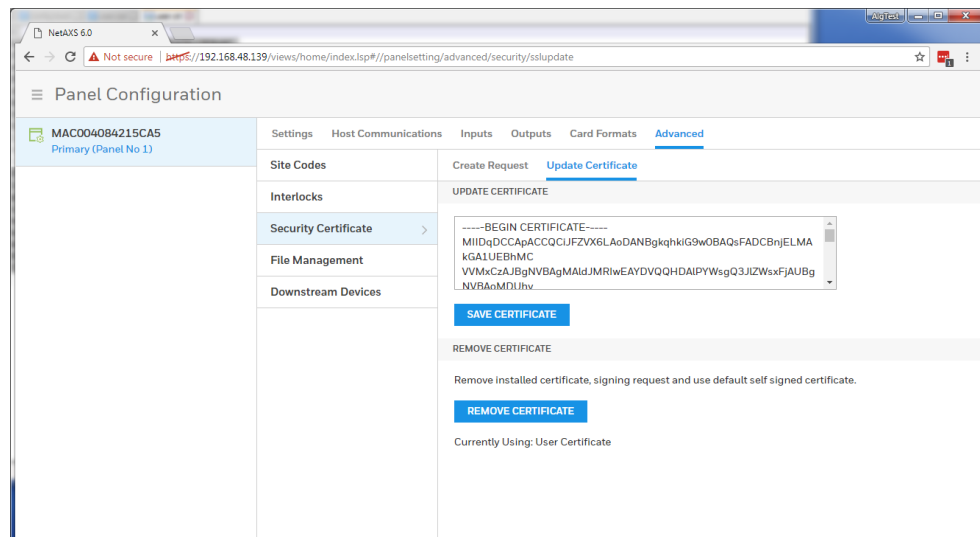 AigTest
NetAXS 6.0
Not secure | https://192.168.48.139/views/home/index.lsp#//panelsetting/advanced/security/sslupdate
1
Panel Configuration
MAC004084215CA5
Primary (Panel No 1)
Settings Host Communications Inputs Outputs Card Formats Advanced
Site Codes
Interlocks
Security Certificate
File Management
Downstream Devices
Create Request Update Certificate
UPDATE CERTIFICATE
----BEGIN CERTIFICATE-----
MIIDqDCCApACCQCiJFZVX6LAoDANBgkqhkiG9w0BAQsFADCBnjELMA
kGA1UEBhMC
VVMxCzAJBgNVBAgMAldJMRIwEAYDVQQHDAlPYWsgQ3JlZWsxFjAUBg
NVBAoMDUhv
SAVE CERTIFICATE
REMOVE CERTIFICATE
Remove installed certificate, signing request and use default self signed certificate.
REMOVE CERTIFICATE
Currently Using: User Certificate